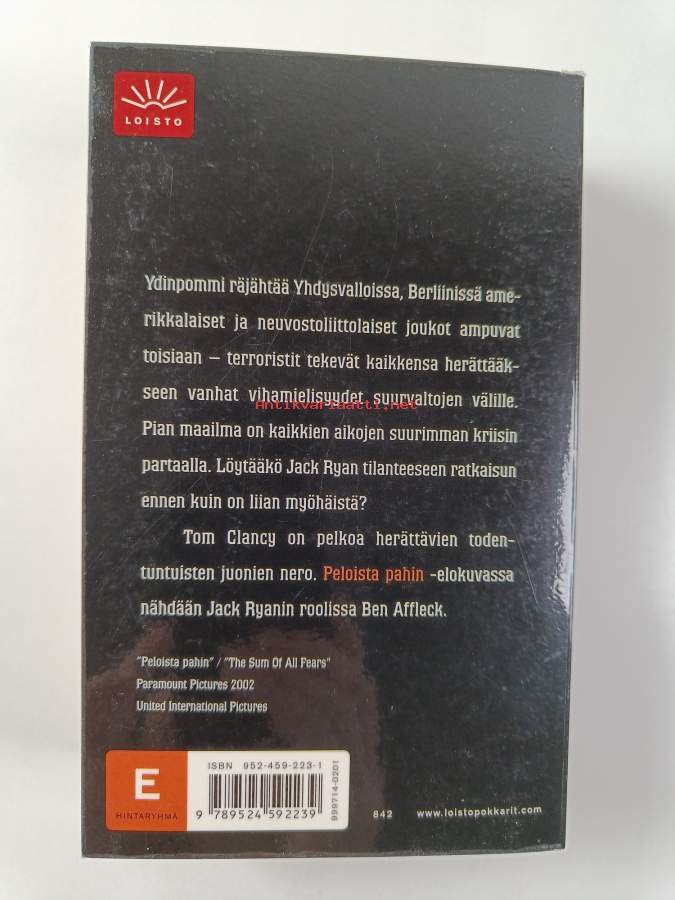 LOISTO
Ydinpommi räjähtää Yhdysvalloissa, Berliinissä ame-
rikkalaiset ja neuvostoliittolaiset joukot ampuvat
toisiaan – terroristit tekevät kaikkensa herättääk-
seen vanhat vihamielisyydet suurvaltojen välille.
Antikvariaatti.net
Pian maailma on kaikkien aikojen suurimman kriisin
partaalla. Löytääkö Jack Ryan tilanteeseen ratkaisun
ennen kuin on liian myöhäistä?
Tom Clancy on pelkoa herättävien toden-
tuntuisten juonien nero. Peloista pahin -elokuvassa
nähdään Jack Ryanin roolissa Ben Affleck.
"Peloista pahin" / "The Sum Of All Fears"
Paramount Pictures 2002
United International Pictures
E
HINTARYHMÄ
ISBN 952-459-223-1
9 789524 592239
999714-0201
842
www.loistopokkarit.com